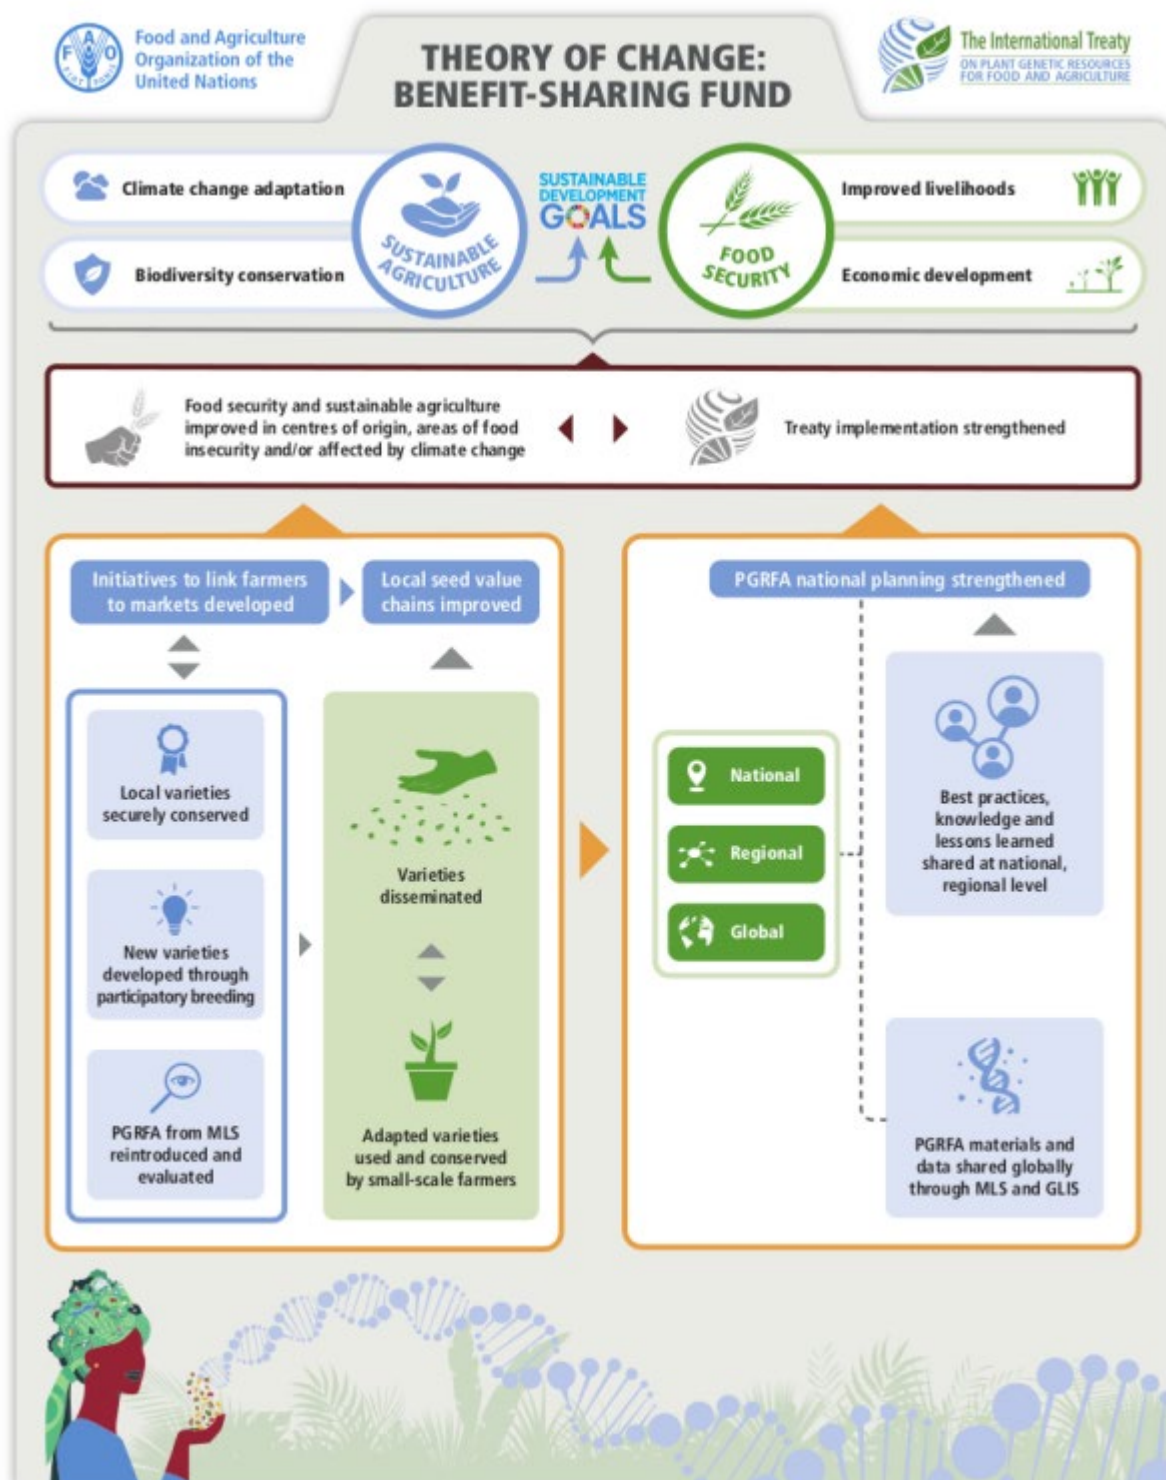 Food and Agriculture
Organization of the
United Nations
F A O
FIAT PANIS
THEORY OF CHANGE:
BENEFIT-SHARING FUND
The International Treaty
ON PLANT GENETIC RESOURCES
FOR FOOD AND AGRICULTURE
Climate change adaptation
Biodiversity conservation
SUSTAINABLE
AGRICULTURE
SUSTAINABLE
DEVELOPMENT
GOALS
FOOD
SECURITY
Improved livelihoods
Economic development
Food security and sustainable agriculture
improved in centres of origin, areas of food
insecurity and/or affected by climate change
Treaty implementation strengthened
Initiatives to link farmers
to markets developed
Local seed value
chains improved
Local varieties
securely conserved
New varieties
developed through
participatory breeding
PGRFA from MLS
reintroduced and
evaluated
Varieties
disseminated
Adapted varieties
used and conserved
by small-scale farmers
PGRFA national planning strengthened
National
Regional
Global
Best practices,
knowledge and
lessons learned
shared at national,
regional level
PGRFA materials and
data shared globally
through MLS and GLIS